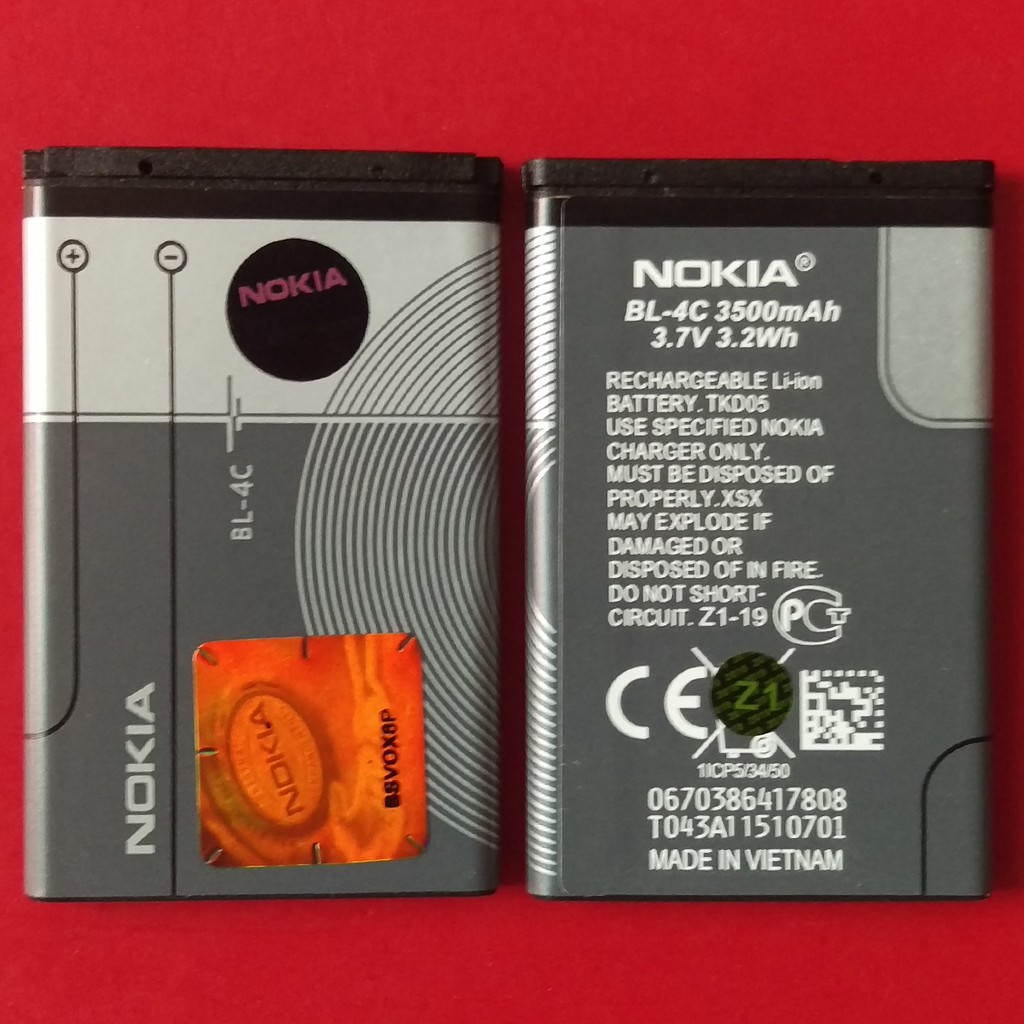 +
-
NOKIA
BL-4C
NOKIA
NOKIA
BSVOX8P
NOKIA®
BL-4C 3500mAh
3.7V 3.2Wh
RECHARGEABLE Li-ion
BATTERY. TKD05
USE SPECIFIED NOKIA
CHARGER ONLY.
MUST BE DISPOSED OF
PROPERLY.XSX
MAY EXPLODE IF
DAMAGED OR
DISPOSED OF IN FIRE.
DO NOT SHORT-
CIRCUIT. Z1-19 РСТ
CE Z1
1ICP5/34/50
0670386417808
T043A11510701
MADE IN VIETNAM